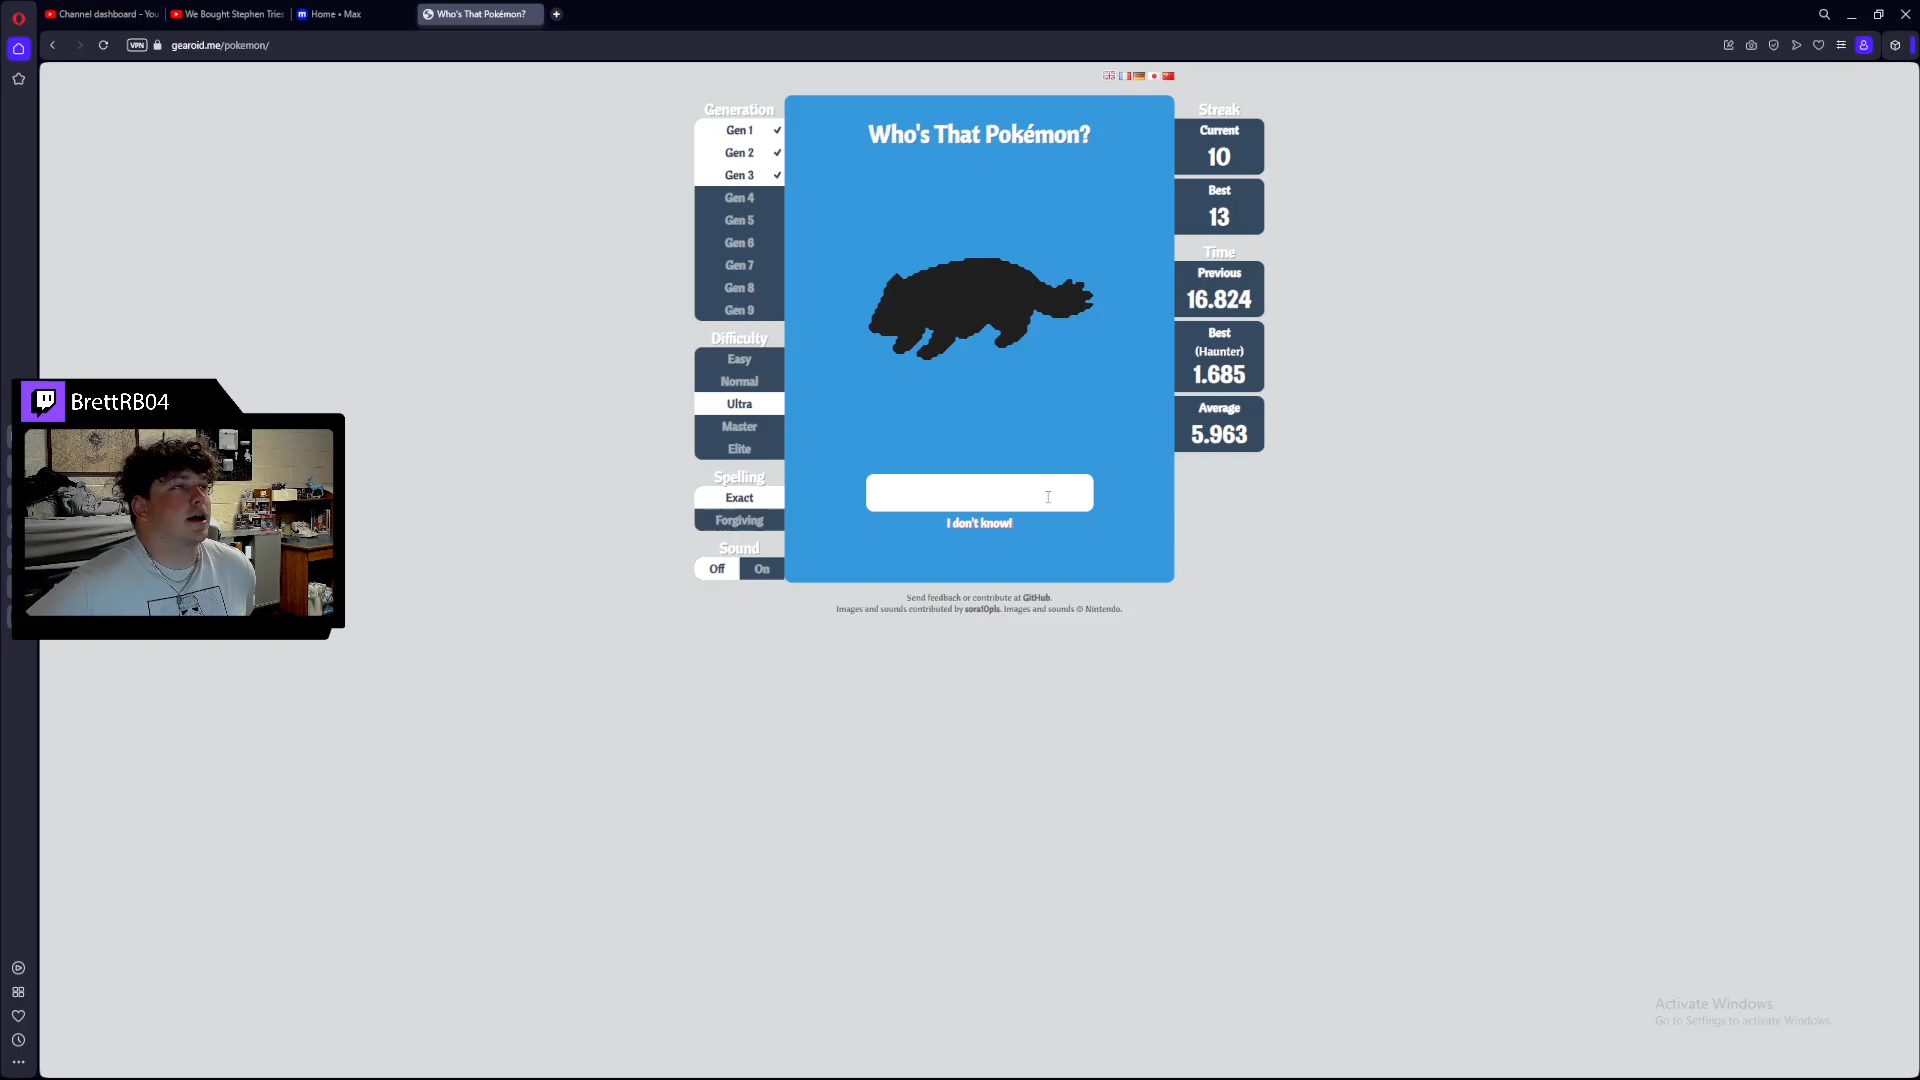 Channel dashboard - You
We Bought Stephen Tries
Home • Max
Who's That Pokémon?
VPN
gearoid.me/pokemon/
Generation
Gen 1
Gen 2
Gen 3
Gen 4
Gen 5
Gen 6
Gen 7
Gen 8
Gen 9
Difficulty
Easy
Normal
Ultra
Master
Elite
Spelling
Exact
Forgiving
Sound
Off On
Who's That Pokémon?
I don't know!
Streak
Current
10
Best
13
Time
Previous
16.824
Best
(Haunter)
1.685
Average
5.963
Send feedback or contribute at GitHub.
Images and sounds contributed by sora10pls. Images and sounds © Nintendo.
BrettRB04
Activate Windows
Go to Settings to activate Windows.